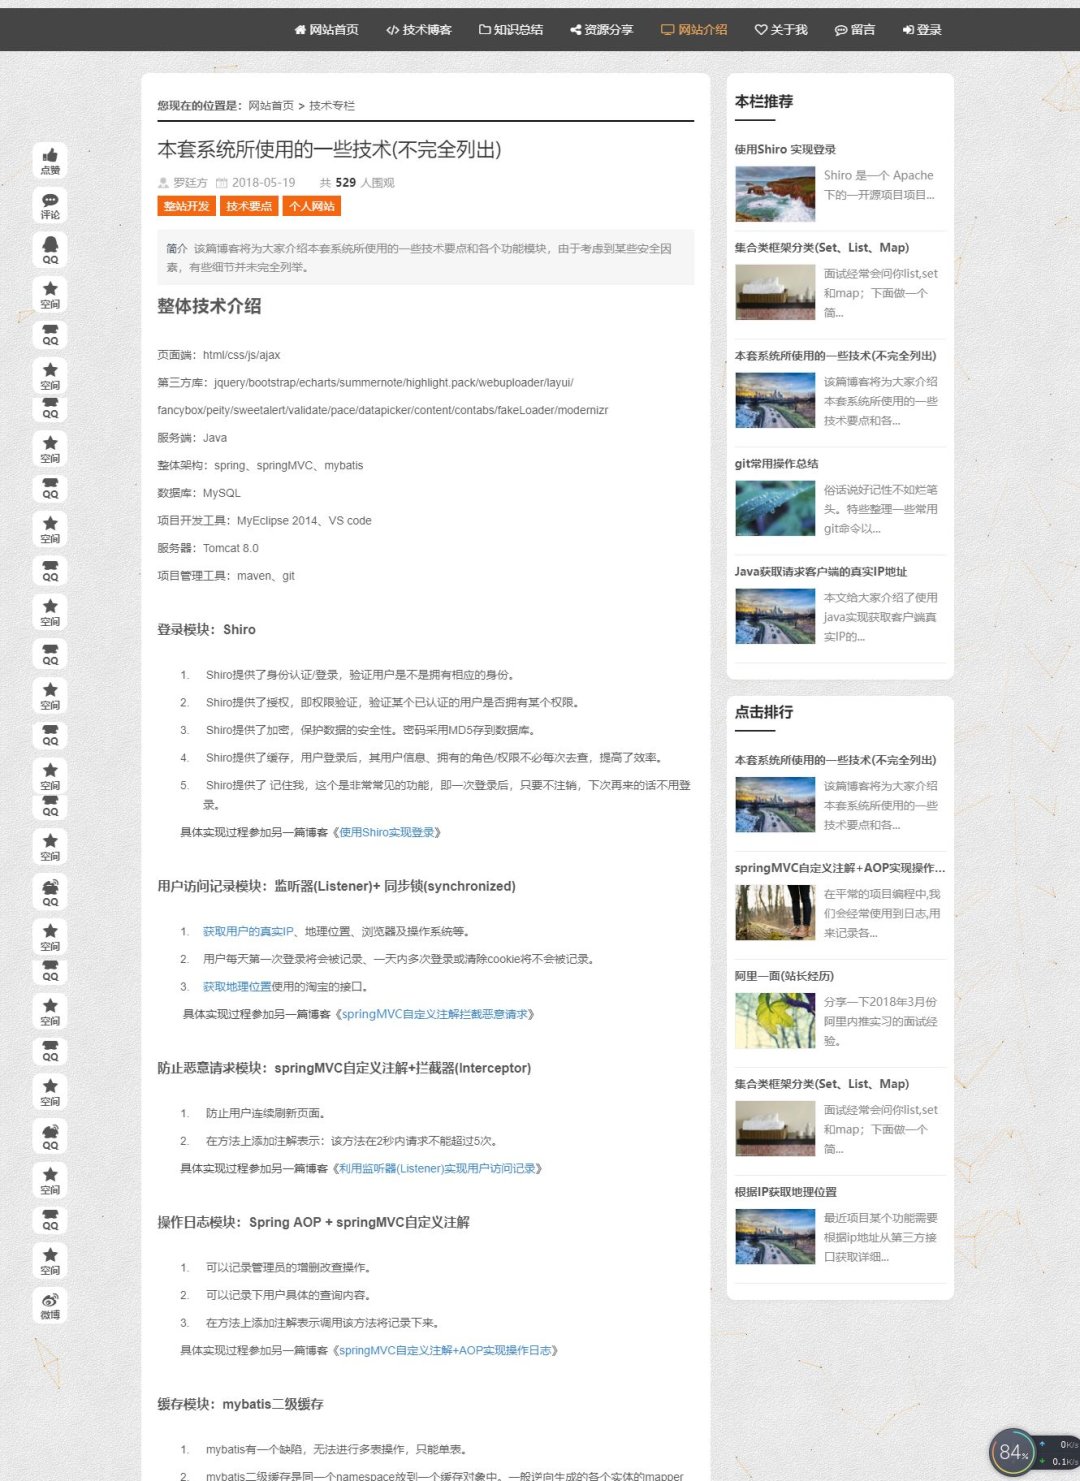 网站首页 技术博客 知识总结 资源分享 网站介绍 关于我 留言 登录
点赞
评论
QQ
空间
QQ
空间
QQ
空间
QQ
空间
QQ
空间
QQ
空间
QQ
空间
QQ
空间
QQ
空间
QQ
空间
QQ
空间
QQ
空间
QQ
空间
微博
您现在的位置是：网站首页 > 技术专栏
本套系统所使用的一些技术(不完全列出)
罗廷方 2018-05-19 共 529 人围观
整站开发 技术要点 个人网站
简介 该篇博客将为大家介绍本套系统所使用的一些技术要点和各个功能模块，由于考虑到某些安全因
素，有些细节并未完全列举。
整体技术介绍
页面端：html/css/js/ajax
第三方库：jquery/bootstrap/echarts/summernote/highlight.pack/webuploader/layui/
fancybox/peity/sweetalert/validate/pace/datapicker/content/contabs/fakeLoader/modernizr
服务端：Java
整体架构：spring、springMVC、mybatis
数据库：MySQL
项目开发工具：MyEclipse 2014、VS code
服务器：Tomcat 8.0
项目管理工具：maven、git
登录模块：Shiro
1. Shiro提供了身份认证/登录，验证用户是不是拥有相应的身份。
2. Shiro提供了授权，即权限验证，验证某个已认证的用户是否拥有某个权限。
3. Shiro提供了加密，保护数据的安全性。密码采用MD5存到数据库。
4. Shiro提供了缓存，用户登录后，其用户信息、拥有的角色/权限不必每次去查，提高了效率。
5. Shiro提供了 记住我，这个是非常常见的功能，即一次登录后，只要不注销，下次再来的话不用登
录。
具体实现过程参加另一篇博客《使用Shiro实现登录》
用户访问记录模块：监听器(Listener)+ 同步锁(synchronized)
1. 获取用户的真实IP、地理位置、浏览器及操作系统等。
2. 用户每天第一次登录将会被记录、一天内多次登录或清除cookie将不会被记录。
3. 获取地理位置使用的淘宝的接口。
具体实现过程参加另一篇博客《springMVC自定义注解拦截恶意请求》
防止恶意请求模块：springMVC自定义注解+拦截器(Interceptor)
1. 防止用户连续刷新页面。
2. 在方法上添加注解表示：该方法在2秒内请求不能超过5次。
具体实现过程参加另一篇博客《利用监听器(Listener)实现用户访问记录》
操作日志模块：Spring AOP + springMVC自定义注解
1. 可以记录管理员的增删改查操作。
2. 可以记录下用户具体的查询内容。
3. 在方法上添加注解表示调用该方法将记录下来。
具体实现过程参加另一篇博客《springMVC自定义注解+AOP实现操作日志》
缓存模块：mybatis二级缓存
1. mybatis有一个缺陷，无法进行多表操作，只能单表。
2. mybatis二级缓存是同一个namespace放到一个缓存对象中。一般逆向生成的各个实体的mapper
本栏推荐
使用Shiro 实现登录
Shiro 是一个 Apache
下的一开源项目项目...
集合类框架分类(Set、List、Map)
面试经常会问你list,set
和map；下面做一个
简...
本套系统所使用的一些技术(不完全列出)
该篇博客将为大家介绍
本套系统所使用的一些
技术要点和各...
git常用操作总结
俗话说好记性不如烂笔
头。特些整理一些常用
git命令以...
Java获取请求客户端的真实IP地址
本文给大家介绍了使用
java实现获取客户端真
实IP的...
点击排行
本套系统所使用的一些技术(不完全列出)
该篇博客将为大家介绍
本套系统所使用的一些
技术要点和各...
springMVC自定义注解+AOP实现操作...
在平常的项目编程中,我
们会经常使用到日志,用
来记录各...
阿里一面(站长经历)
分享一下2018年3月份
阿里内推实习的面试经
验。
集合类框架分类(Set、List、Map)
面试经常会问你list,set
和map；下面做一个
简...
根据IP获取地理位置
最近项目某个功能需要
根据ip地址从第三方接
口获取详细...
84%
0K/s
0.1K/s